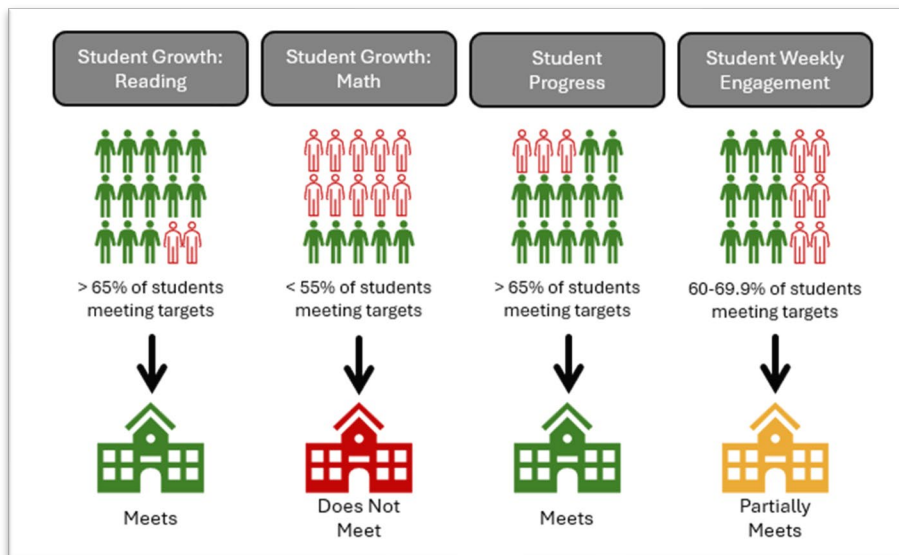 Student Growth:
Reading
Student Growth:
Math
Student
Progress
Student Weekly
Engagement
> 65% of students
meeting targets
< 55% of students
meeting targets
> 65% of students
meeting targets
60-69.9% of students
meeting targets
Meets
Does Not
Meet
Meets
Partially
Meets